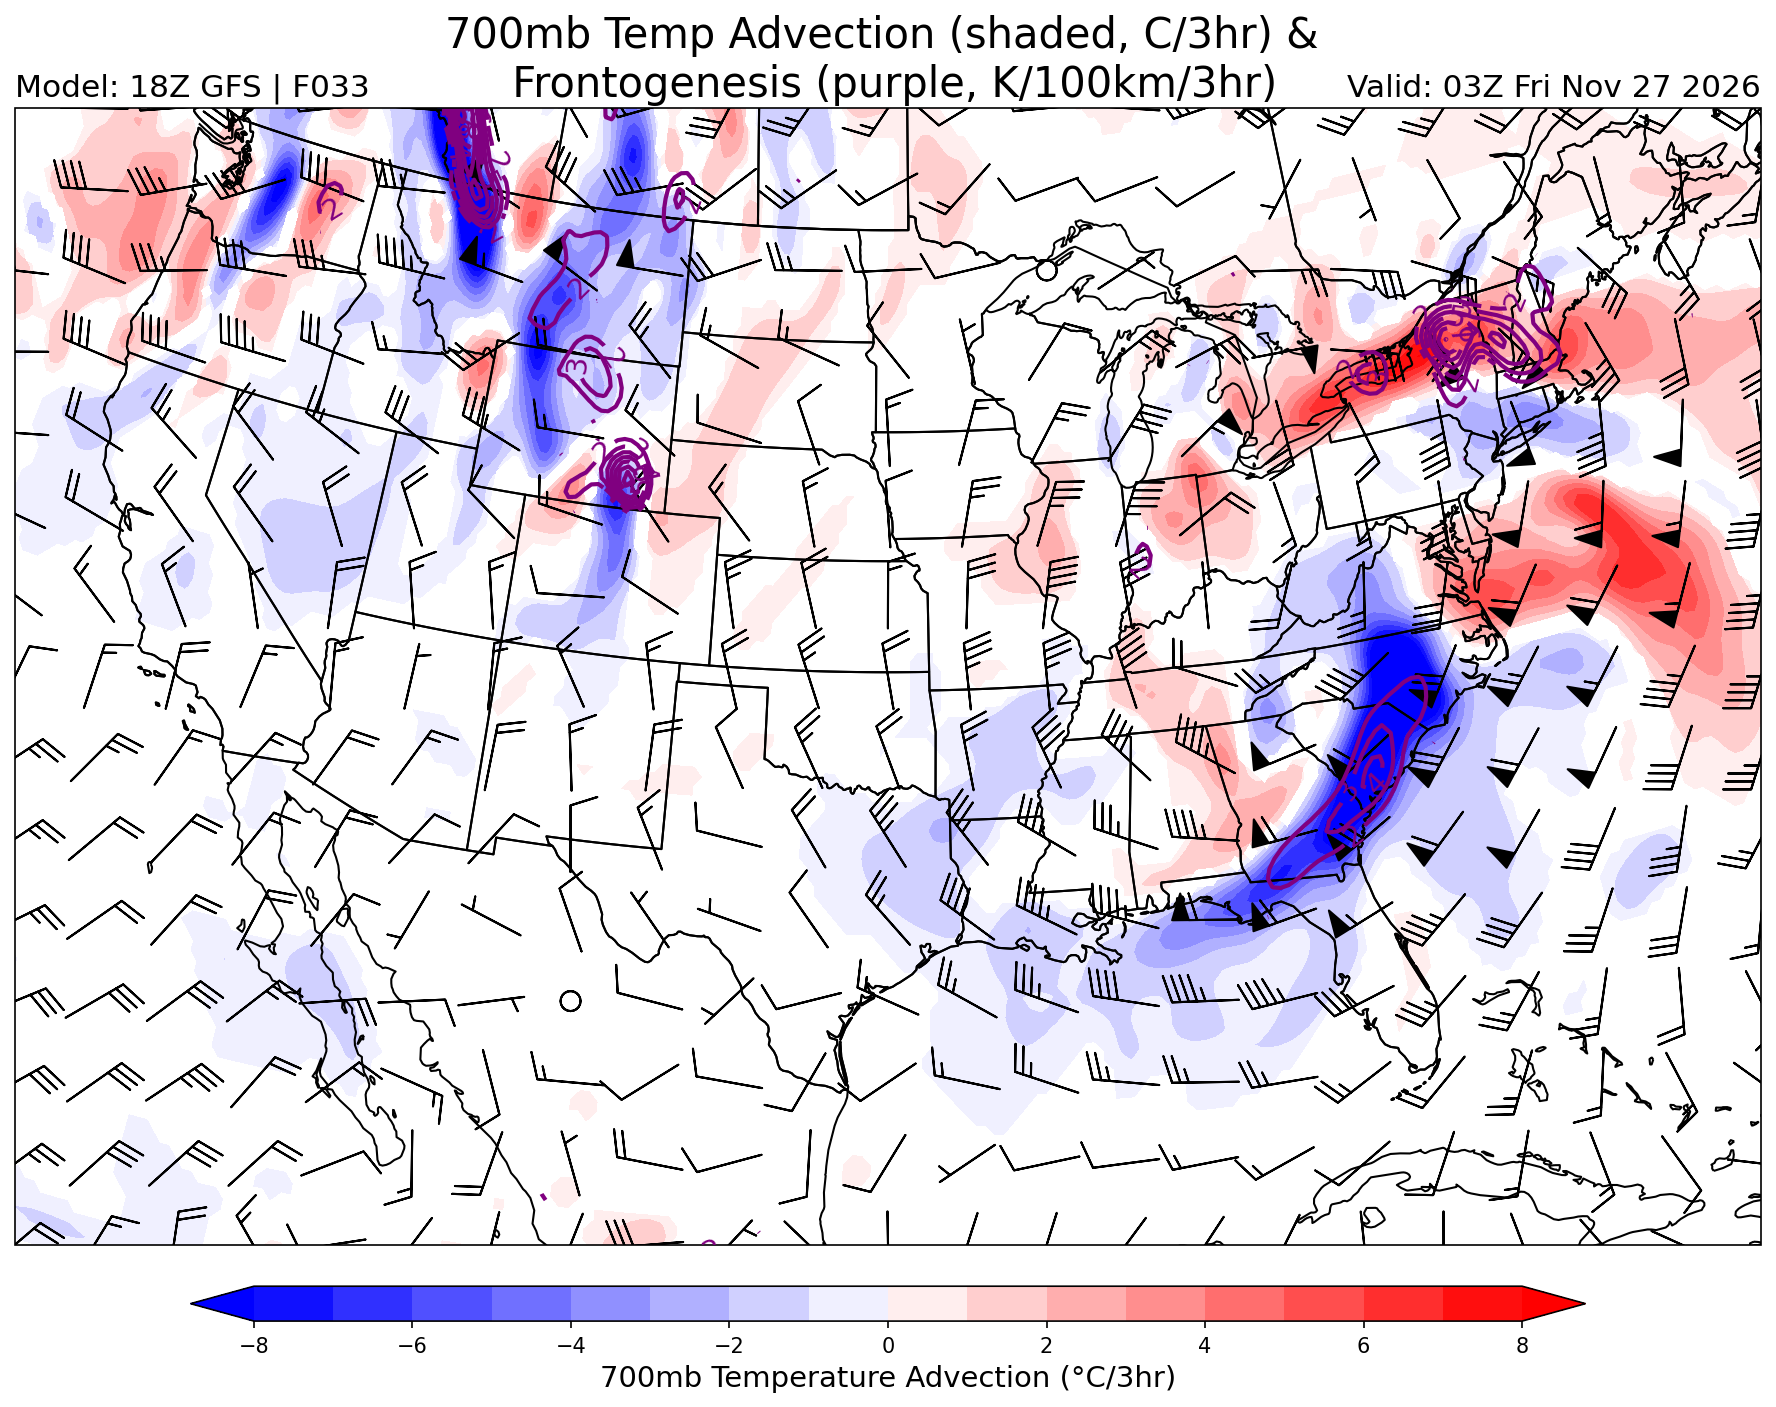 700mb Temp Advection (shaded, C/3hr) &
Frontogenesis (purple, K/100km/3hr)
Model: 18Z GFS | F033
Valid: 03Z Fri Nov 27 2026
−8 −6 −4 −2 0 2 4 6 8
700mb Temperature Advection (°C/3hr)